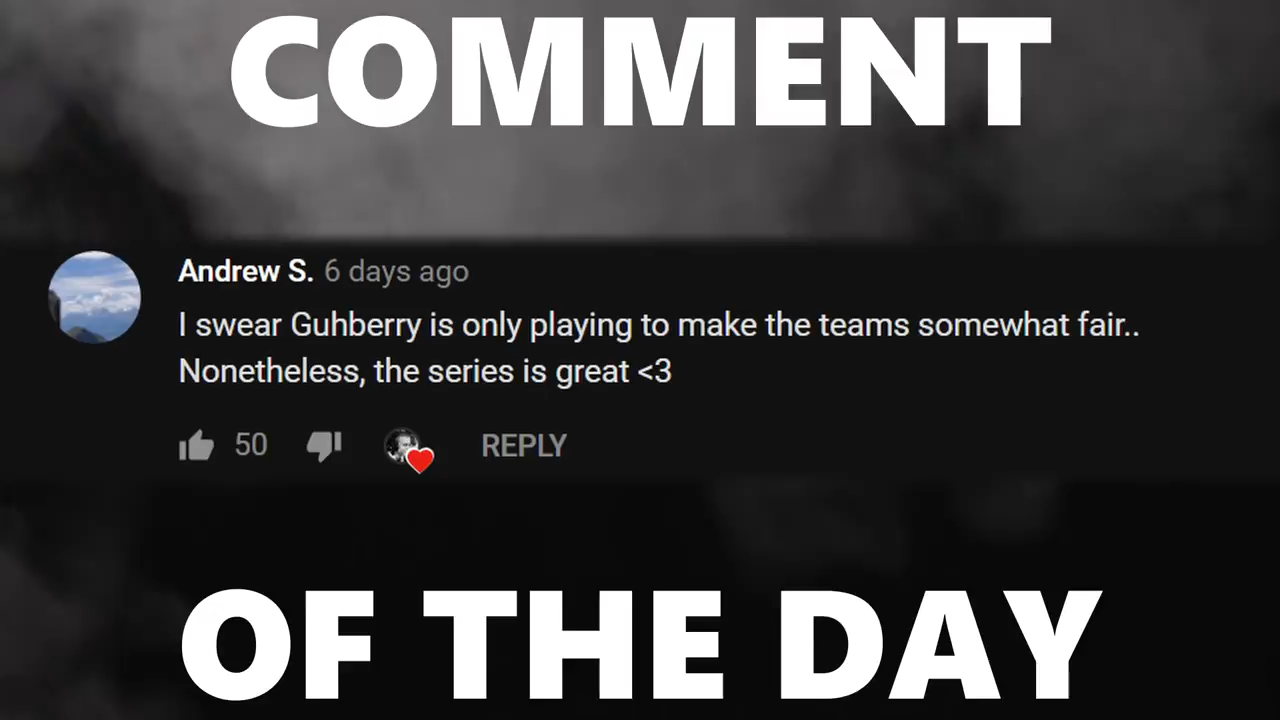 COMMENT
Andrew S. 6 days ago
I swear Guhberry is only playing to make the teams somewhat fair..
Nonetheless, the series is great <3
50 REPLY
OF THE DAY